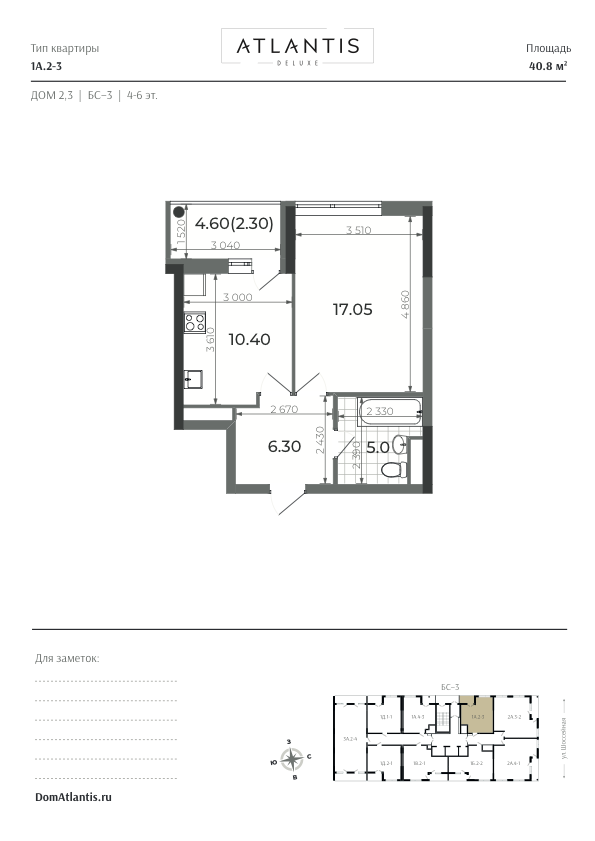 Тип квартиры
1А.2-3
ATLANTIS
DELUXE
Площадь
40.8 м²
ДОМ 2,3 | БС–3 | 4-6 эт.
4.60(2.30)
1 520
3 040
3 510
3 000
17.05
4 860
3 610
10.40
2 670
2 330
6.30
2 430
5.0
2 390
Для заметок:
БС–3
1Д.1-1
1А.4-3
1А.2-3
2А.3-2
3А.2-4
1Д.2-1
1Б.2-1
1Б.2-2
2А.4-1
ул Шоссейная
З
Ю
С
В
DomAtlantis.ru